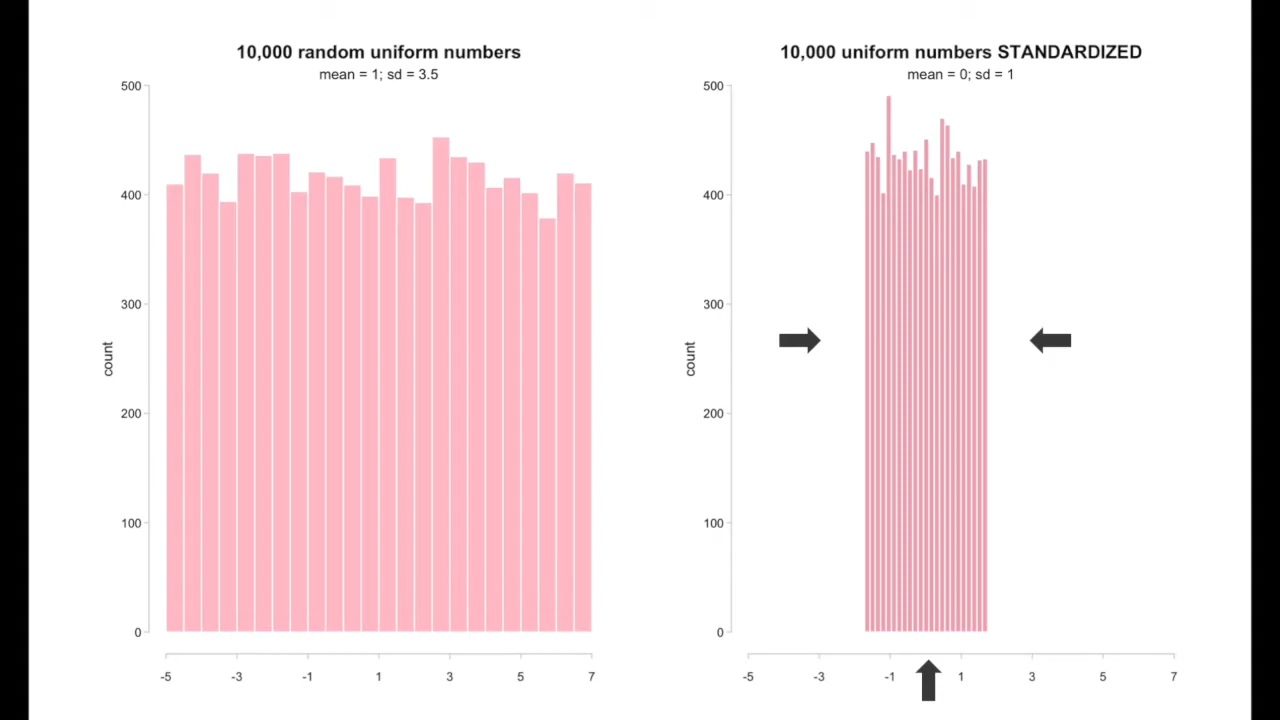 10,000 random uniform numbers
mean = 1; sd = 3.5
500
400
300
200
100
0
count
-5 -3 -1 1 3 5 7
10,000 uniform numbers STANDARDIZED
mean = 0; sd = 1
500
400
300
200
100
0
count
-5 -3 -1 1 3 5 7